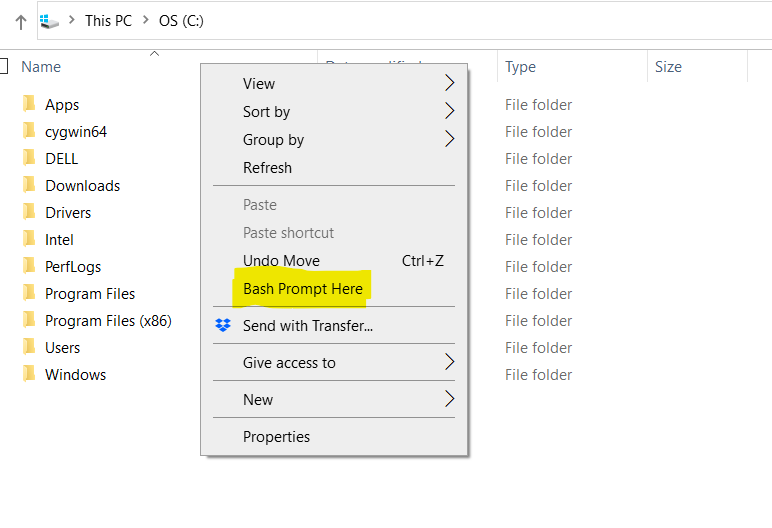 This PC > OS (C:)
Name
Type
Size
Apps File folder
cygwin64 File folder
DELL File folder
Downloads File folder
Drivers File folder
Intel File folder
PerfLogs File folder
Program Files File folder
Program Files (x86) File folder
Users File folder
Windows File folder
View
Sort by
Group by
Refresh
Paste
Paste shortcut
Undo Move Ctrl+Z
Bash Prompt Here
Send with Transfer...
Give access to
New
Properties